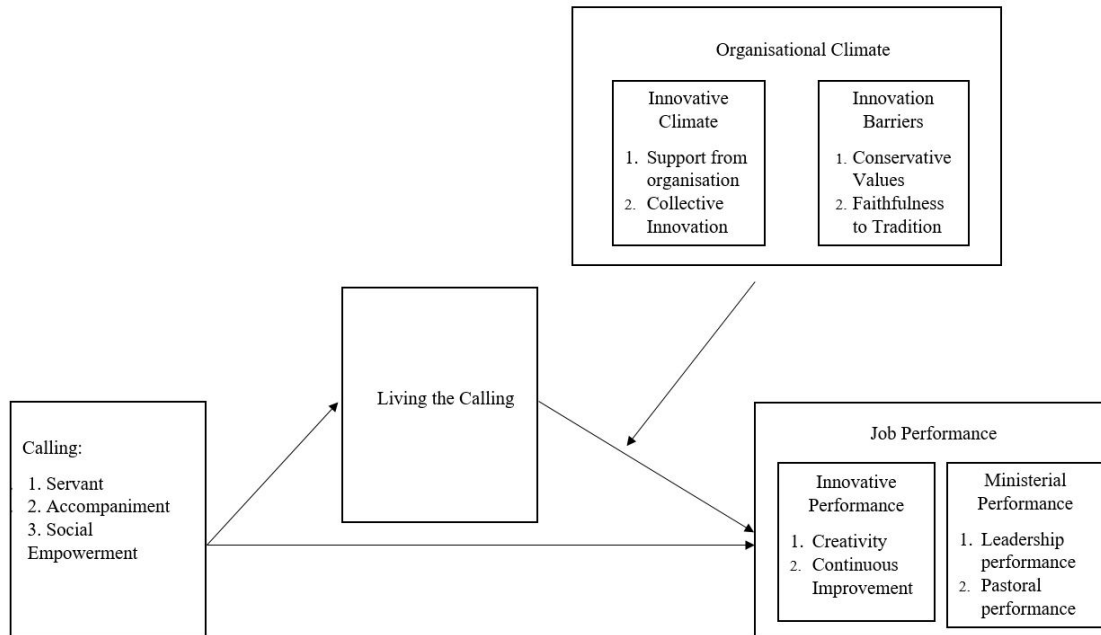 Organisational Climate
Innovative
Climate
1. Support from
organisation
2. Collective
Innovation
Innovation
Barriers
1. Conservative
Values
2. Faithfulness
to Tradition
Living the Calling
Calling:
1. Servant
2. Accompaniment
3. Social
Empowerment
Job Performance
Innovative
Performance
1. Creativity
2. Continuous
Improvement
Ministerial
Performance
1. Leadership
performance
2. Pastoral
performance